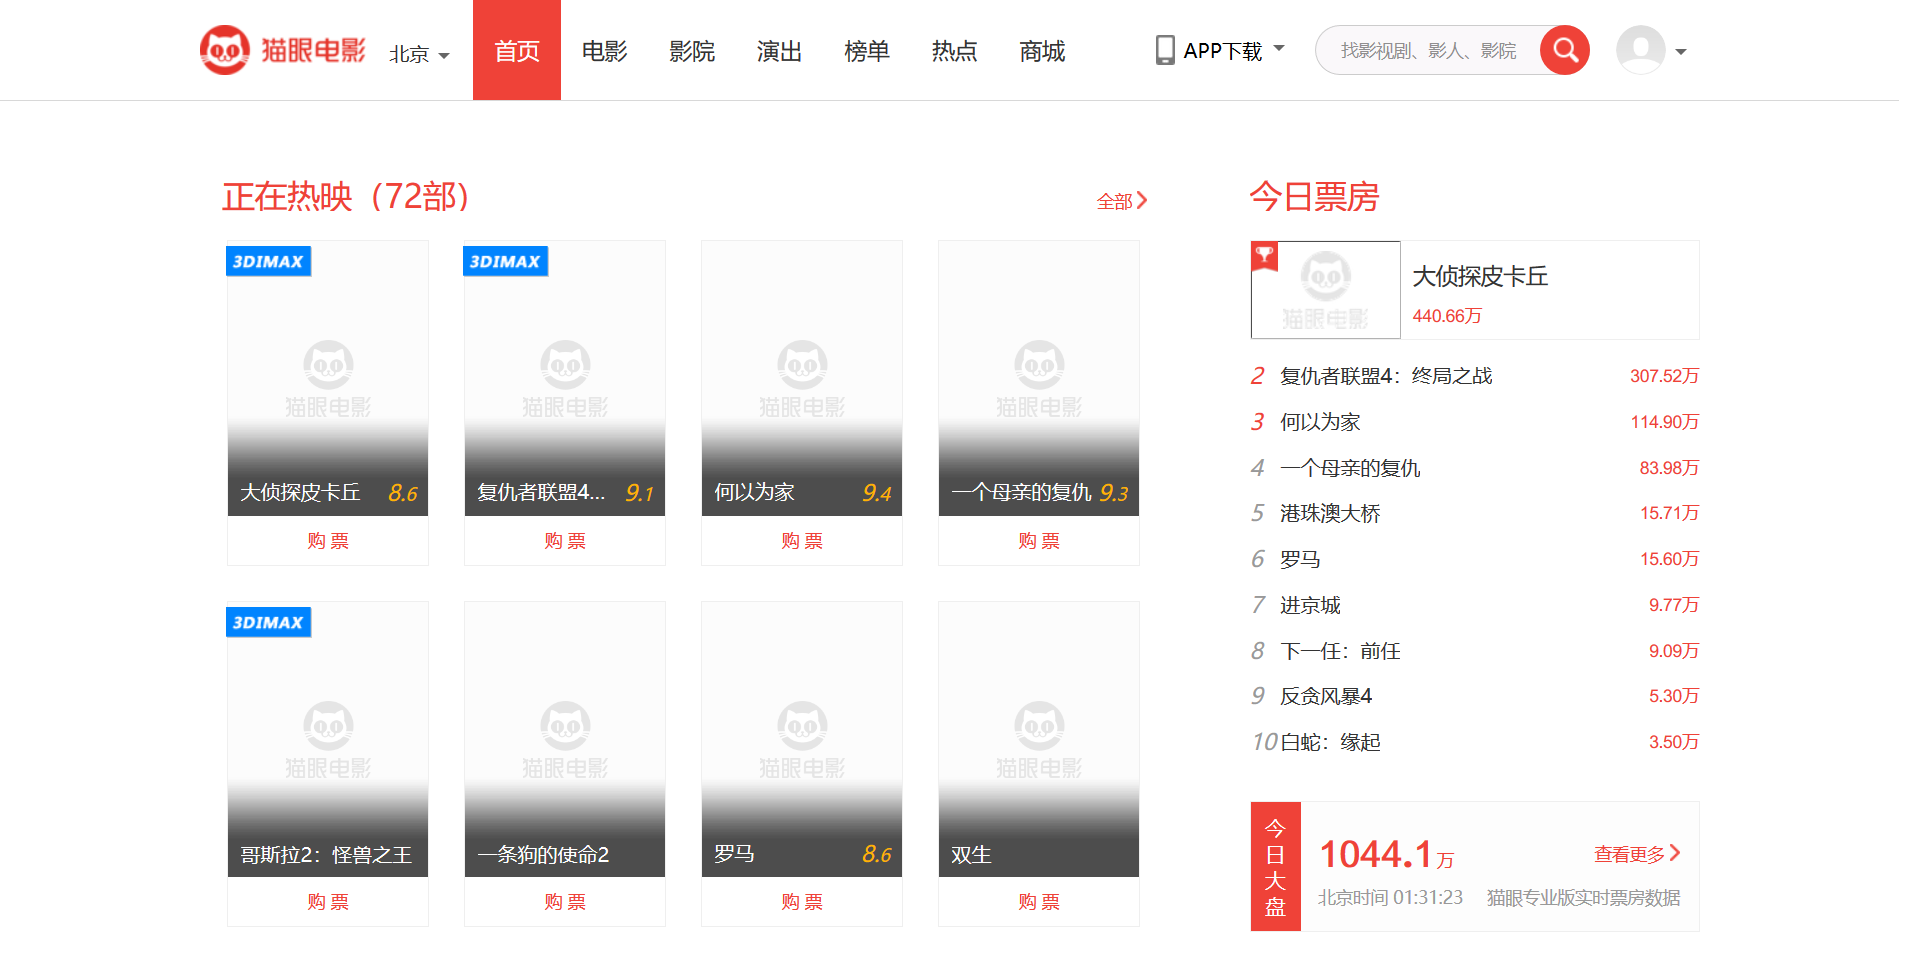 猫眼电影
北京
首页
电影
影院
演出
榜单
热点
商城
APP下载
找影视剧、影人、影院
正在热映（72部）
全部
3DIMAX
猫眼电影
大侦探皮卡丘 8.6
购票
3DIMAX
猫眼电影
复仇者联盟4... 9.1
购票
猫眼电影
何以为家 9.4
购票
猫眼电影
一个母亲的复仇 9.3
购票
3DIMAX
猫眼电影
哥斯拉2：怪兽之王
购票
猫眼电影
一条狗的使命2
购票
猫眼电影
罗马 8.6
购票
猫眼电影
双生
购票
今日票房
猫眼电影
大侦探皮卡丘
440.66万
2 复仇者联盟4：终局之战 307.52万
3 何以为家 114.90万
4 一个母亲的复仇 83.98万
5 港珠澳大桥 15.71万
6 罗马 15.60万
7 进京城 9.77万
8 下一任：前任 9.09万
9 反贪风暴4 5.30万
10 白蛇：缘起 3.50万
今日大盘
1044.1万
查看更多
北京时间 01:31:23 猫眼专业版实时票房数据